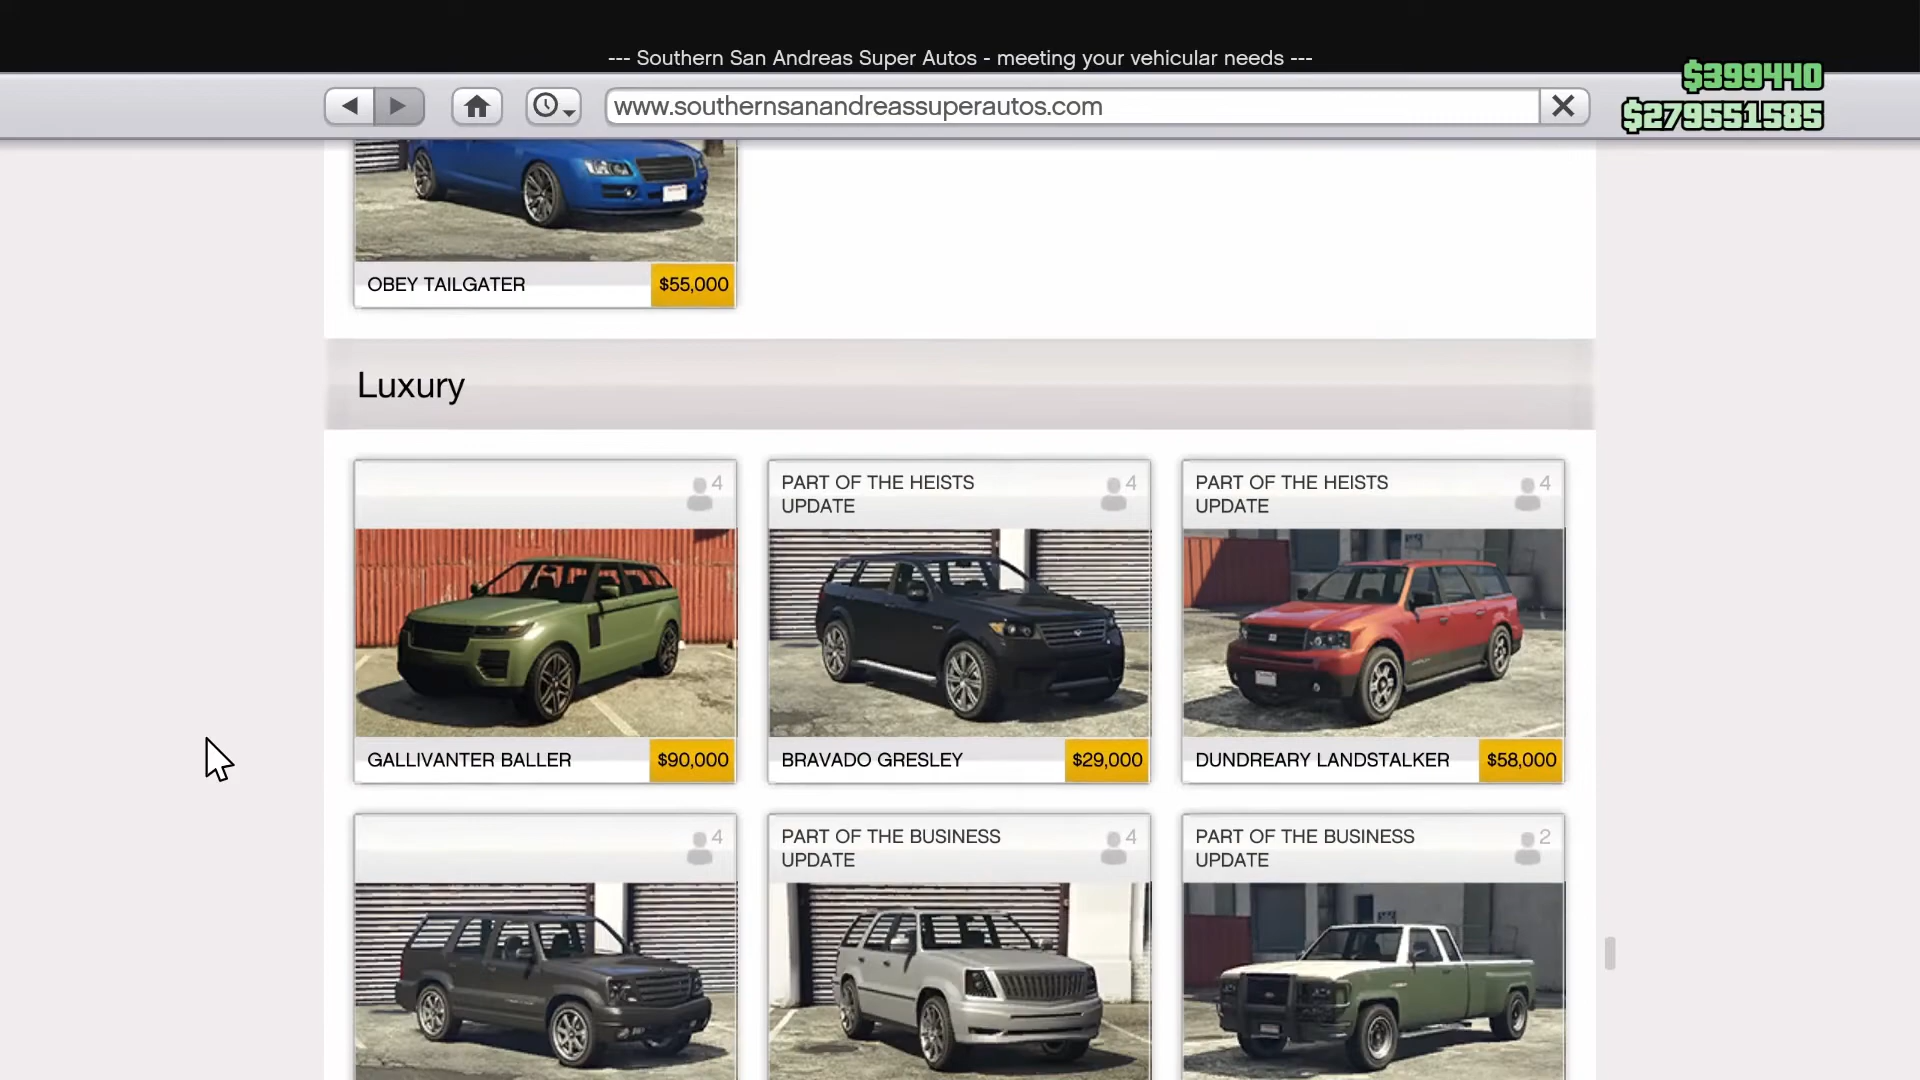 --- Southern San Andreas Super Autos - meeting your vehicular needs ---
www.southernsanandreassuperautos.com
$399440
$279551585
OBEY TAILGATER
$55,000
Luxury
4
PART OF THE HEISTS
UPDATE
4
PART OF THE HEISTS
UPDATE
4
GALLIVANTER BALLER
$90,000
BRAVADO GRESLEY
$29,000
DUNDREARY LANDSTALKER
$58,000
4
PART OF THE BUSINESS
UPDATE
4
PART OF THE BUSINESS
UPDATE
2